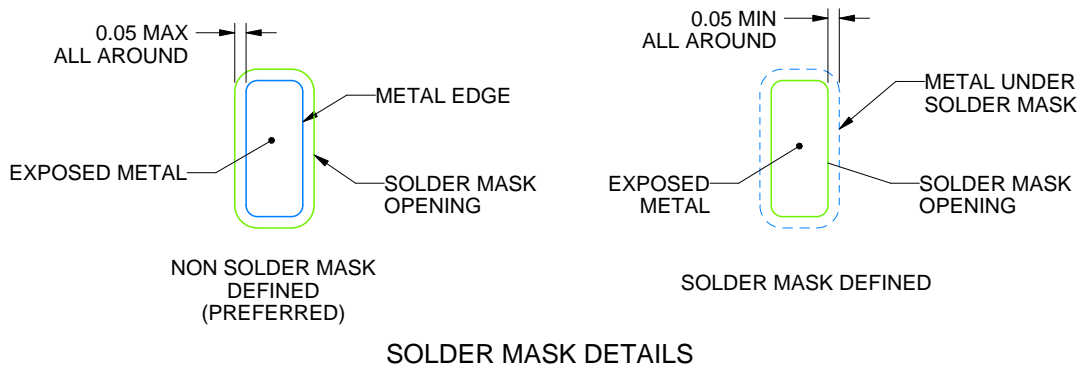 0.05 MAX
ALL AROUND
METAL EDGE
EXPOSED METAL
SOLDER MASK
OPENING
NON SOLDER MASK
DEFINED
(PREFERRED)
0.05 MIN
ALL AROUND
METAL UNDER
SOLDER MASK
EXPOSED
METAL
SOLDER MASK
OPENING
SOLDER MASK DEFINED
SOLDER MASK DETAILS